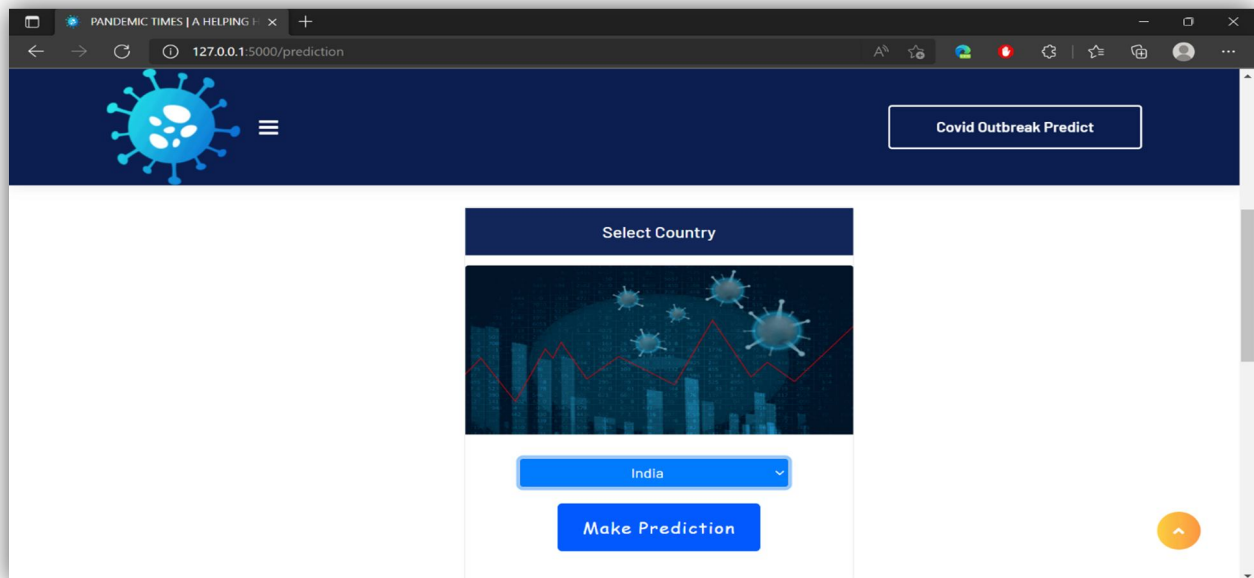 PANDEMIC TIMES | A HELPING H
127.0.0.1:5000/prediction
Covid Outbreak Predict
Select Country
India
Make Prediction